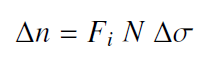 Δn = F_i N Δσ